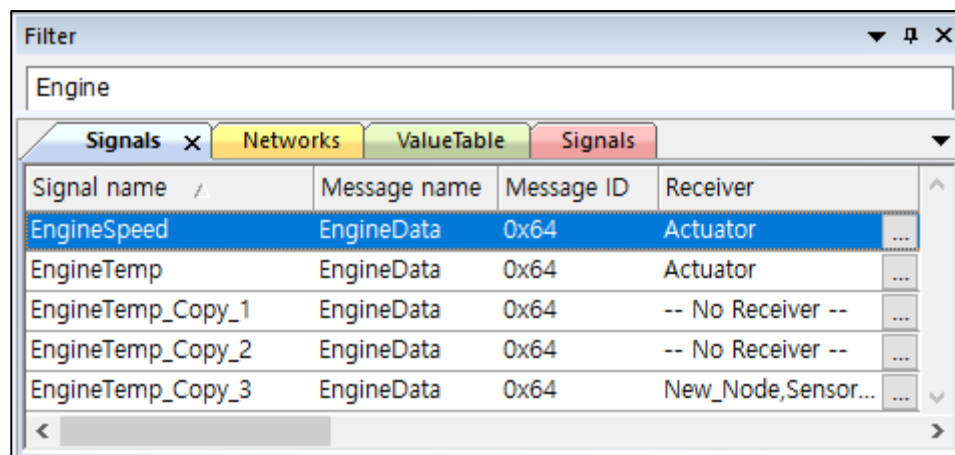 Filter
Engine
Signals Networks ValueTable Signals
Signal name Message name Message ID Receiver
EngineSpeed EngineData 0x64 Actuator ...
EngineTemp EngineData 0x64 Actuator ...
EngineTemp_Copy_1 EngineData 0x64 -- No Receiver -- ...
EngineTemp_Copy_2 EngineData 0x64 -- No Receiver -- ...
EngineTemp_Copy_3 EngineData 0x64 New_Node,Sensor... ...